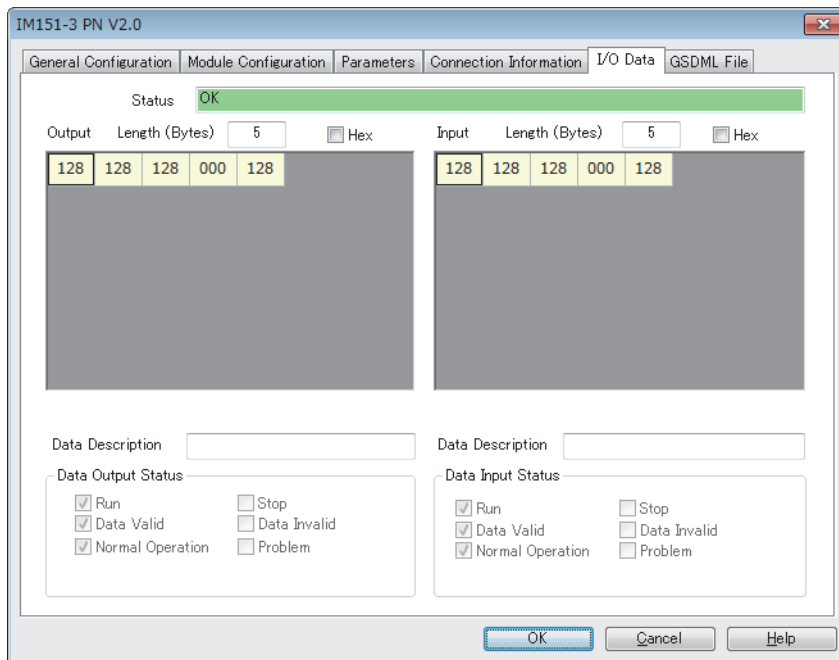 IM151-3 PN V2.0
General Configuration Module Configuration Parameters Connection Information I/O Data GSDML File
Status OK
Output Length (Bytes) 5 Hex Input Length (Bytes) 5 Hex
128 128 128 000 128 128 128 128 000 128
Data Description Data Description
Data Output Status Data Input Status
Run Stop Run Stop
Data Valid Data Invalid Data Valid Data Invalid
Normal Operation Problem Normal Operation Problem
OK Cancel Help